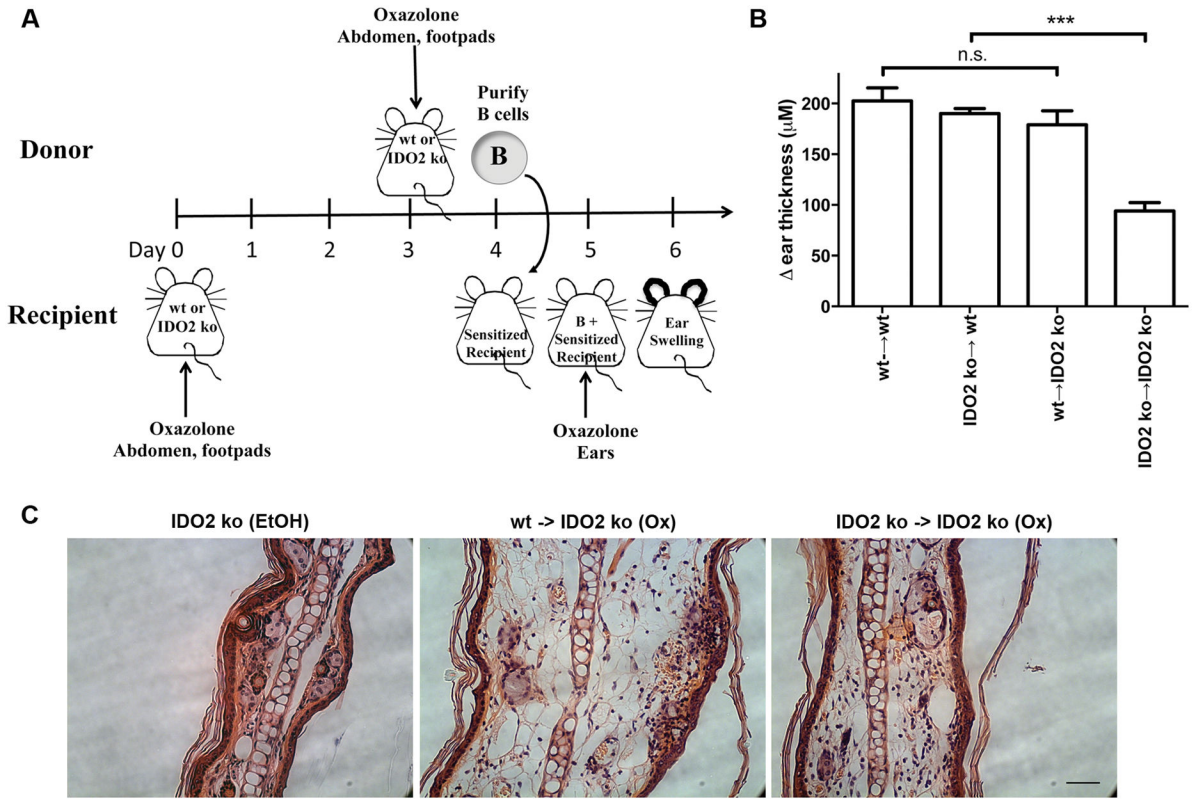 A
Oxazolone
Abdomen, footpads
Purify
B cells
Donor
wt or
IDO2 ko
B
Day 0 1 2 3 4 5 6
Recipient
wt or
IDO2 ko
Sensitized
Recipient
B +
Sensitized
Recipient
Ear
Swelling
Oxazolone
Abdomen, footpads
Oxazolone
Ears
B
***
n.s.
Δ ear thickness (μM)
200
150
100
50
0
wt-→wt
IDO2 ko→ wt
wt→IDO2 ko
IDO2 ko→IDO2 ko
C
IDO2 ko (EtOH)
wt -> IDO2 ko (Ox)
IDO2 ko -> IDO2 ko (Ox)